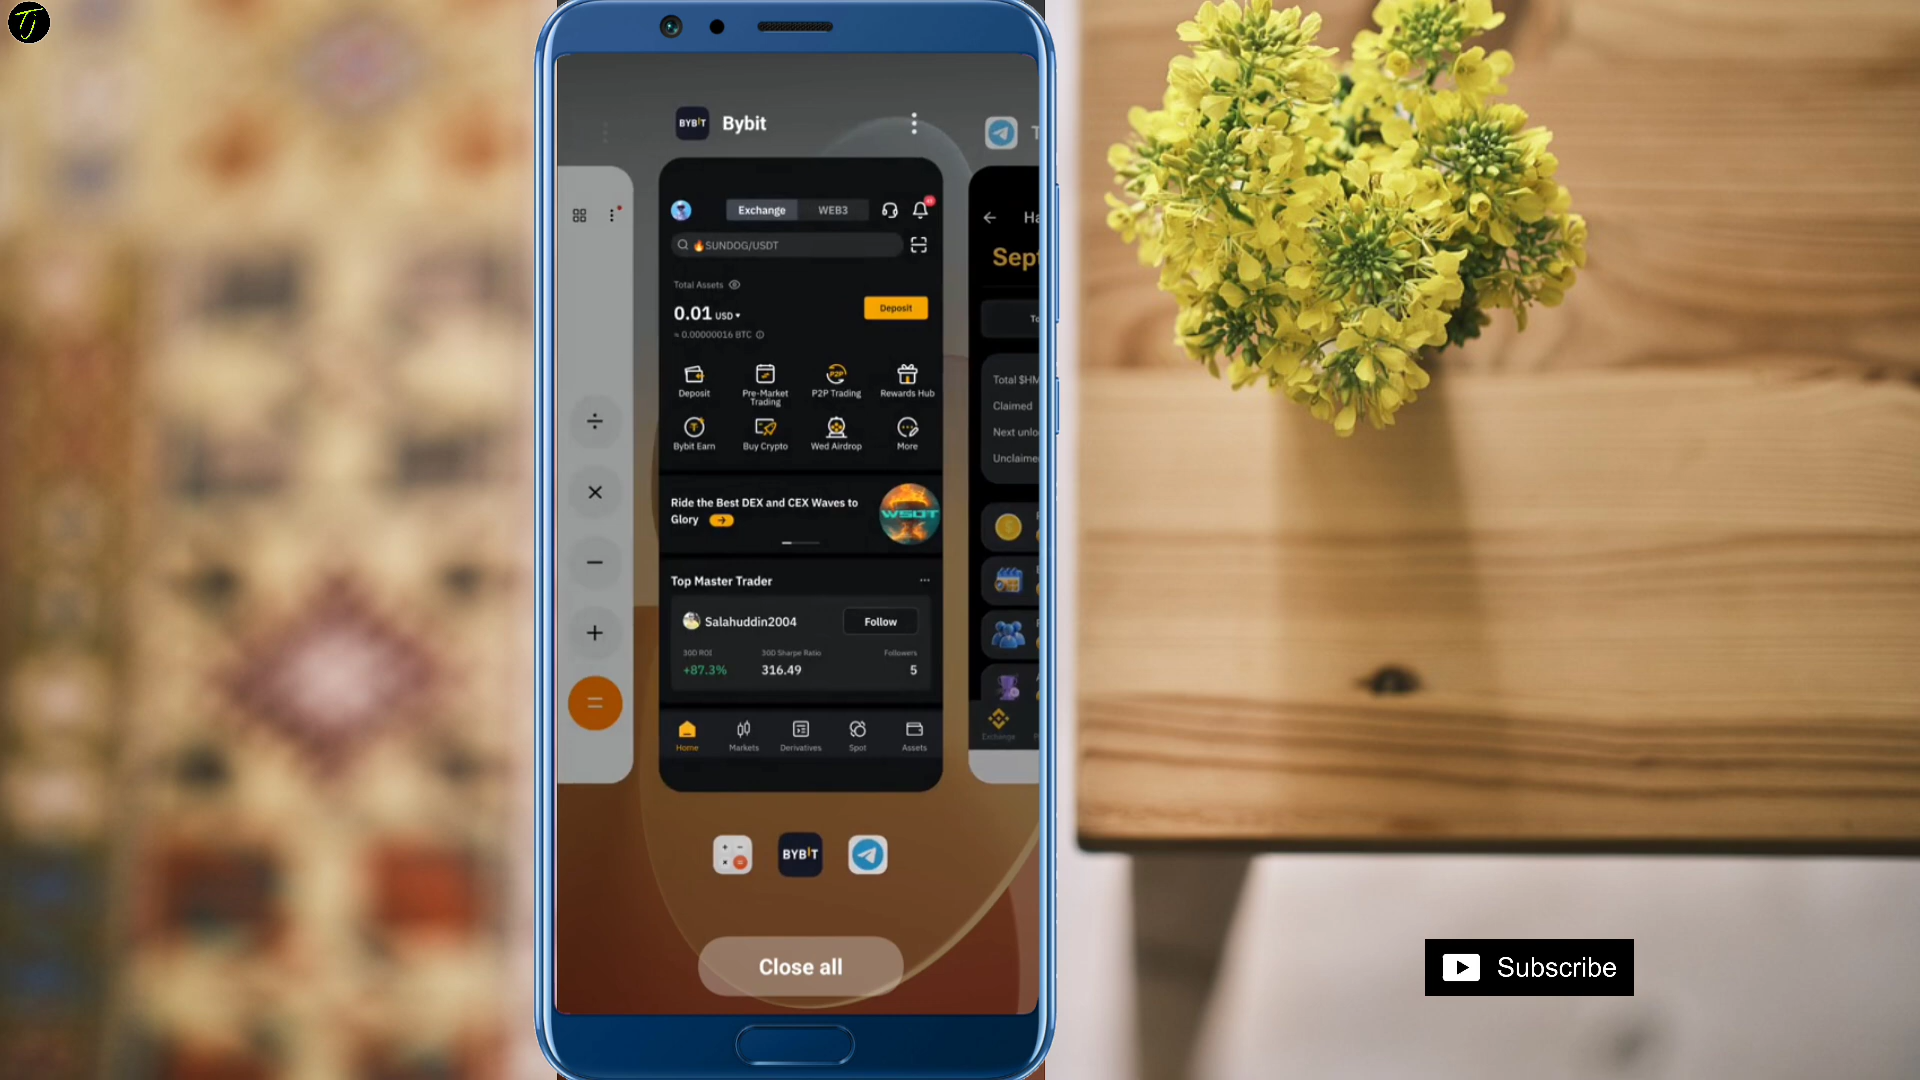 Tj
BYBIT Bybit
Exchange WEB3
SUNDOG/USDT
Total Assets
0.01 USD
Deposit
≈ 0.00000016 BTC
Deposit Pre-Market Trading P2P Trading Rewards Hub
Bybit Earn Buy Crypto Wed Airdrop More
Ride the Best DEX and CEX Waves to
Glory
WSOT
Top Master Trader
Salahuddin2004 Follow
30D ROI 30D Sharpe Ratio Followers
+87.3% 316.49 5
Home Markets Derivatives Spot Assets
Total $HM
Claimed
Next unlo
Unclaime
Exchange
BYBIT
Close all
Subscribe